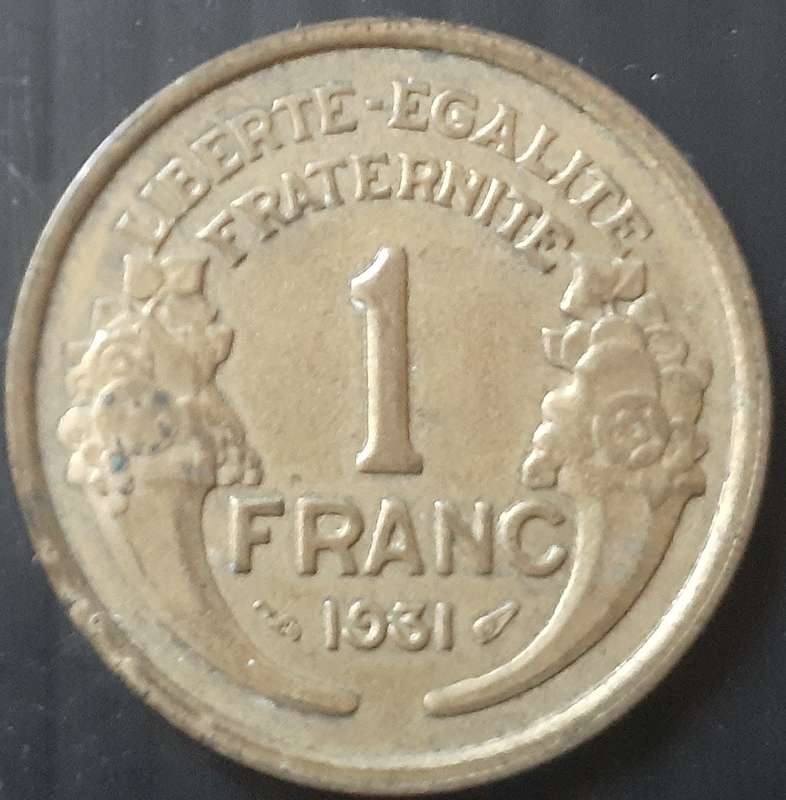 LIBERTE-EGALITE
FRATERNITE
1
FRANC
1931